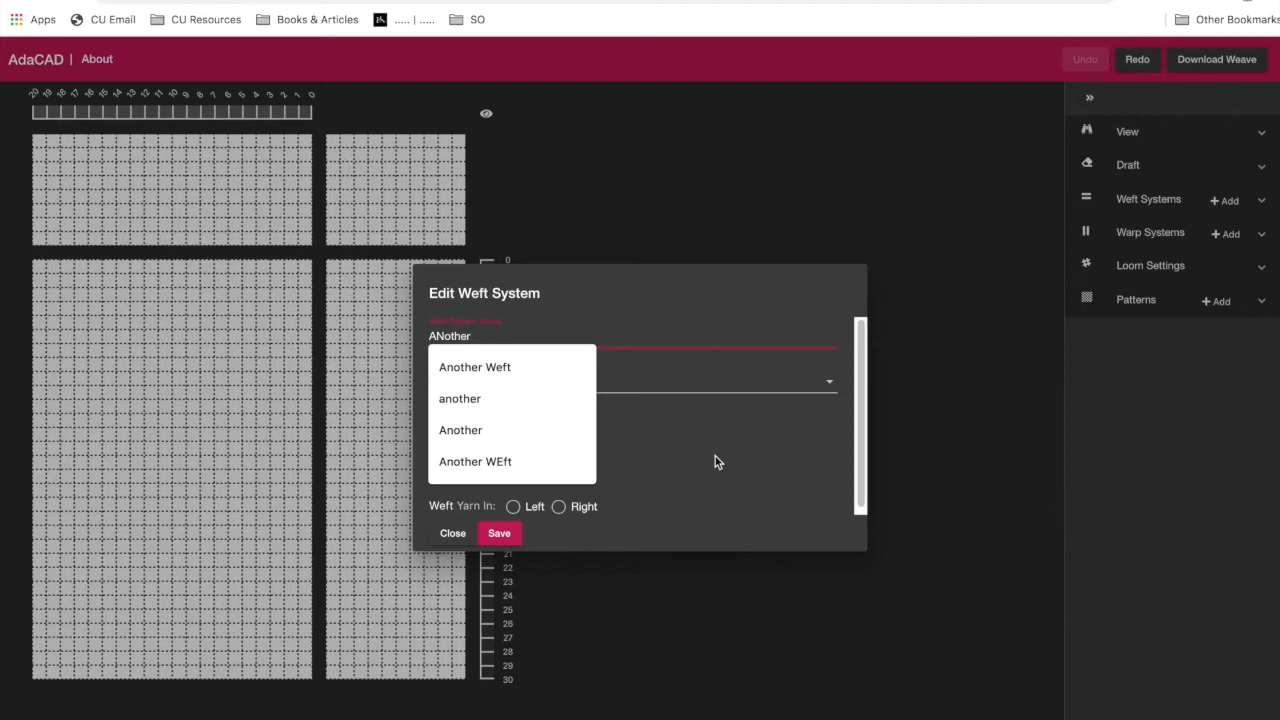 Apps CU Email CU Resources Books & Articles ..... | ..... SO Other Bookmarks
AdaCAD | About Undo Redo Download Weave
20 19 18 17 16 15 14 13 12 11 10 9 8 7 6 5 4 3 2 1 0
View
Draft
Weft Systems + Add
Warp Systems + Add
Loom Settings
Patterns + Add
0
Edit Weft System
Weft System Name
ANother
Another Weft
another
Another
Another WEft
Weft Yarn In: Left Right
Close Save
21
22
23
24
25
26
27
28
29
30